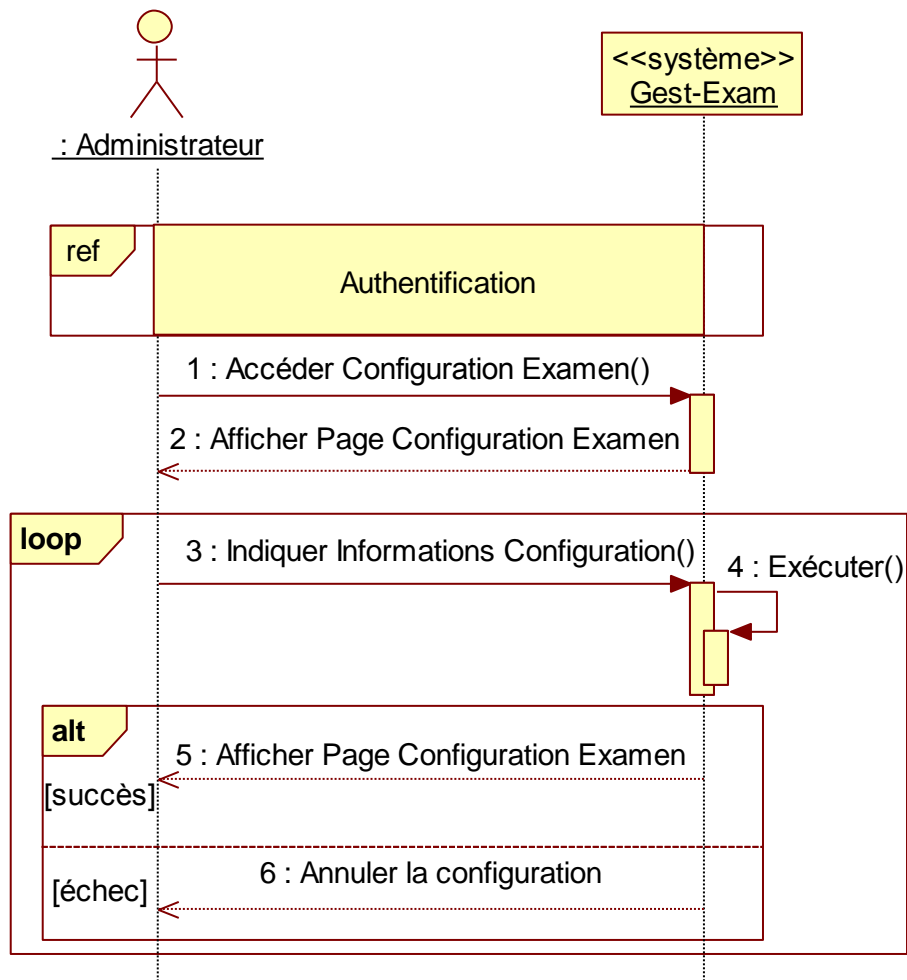 <<système>>
Gest-Exam
: Administrateur
ref
Authentification
1 : Accéder Configuration Examen()
2 : Afficher Page Configuration Examen
loop
3 : Indiquer Informations Configuration()
4 : Exécuter()
alt
5 : Afficher Page Configuration Examen
[succès]
6 : Annuler la configuration
[échec]